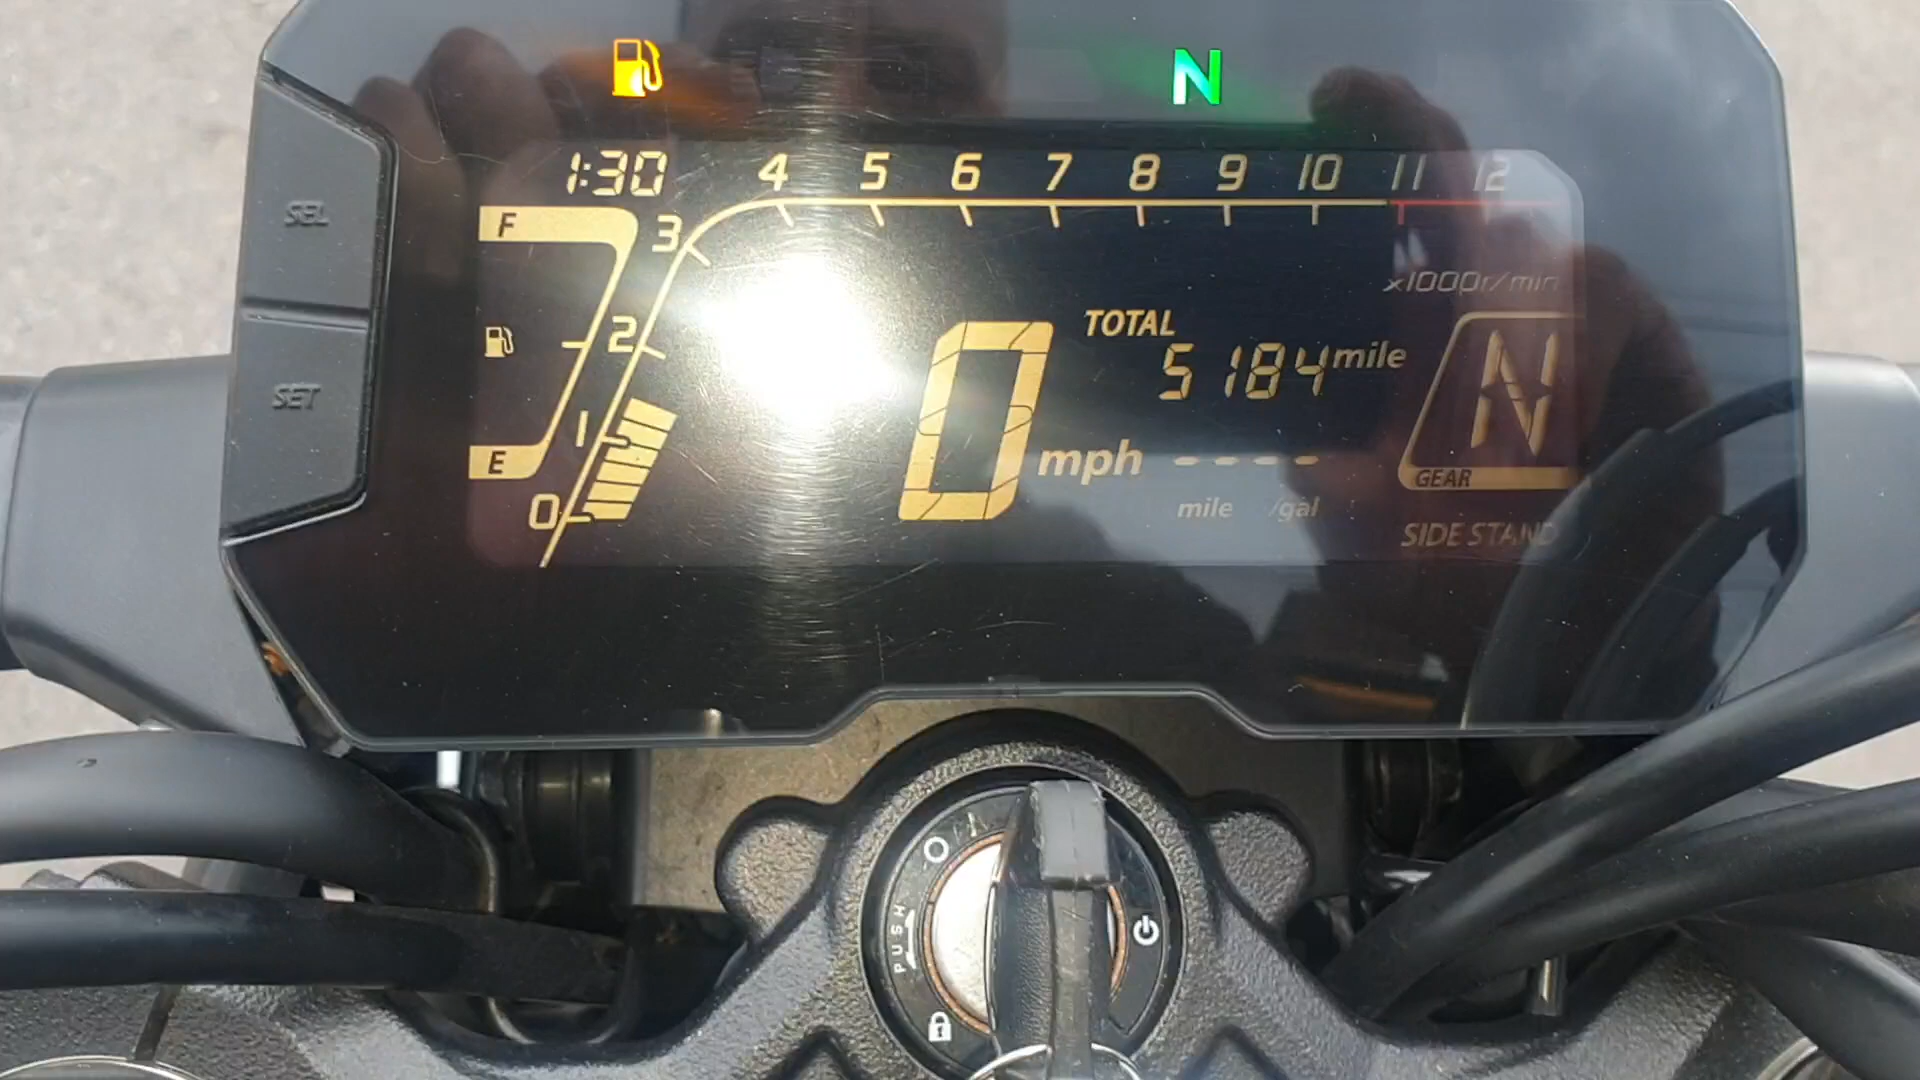 N
1:30 4 5 6 7 8 9 10 11 12
SEL
F
3
x1000r/min
2
TOTAL
5184 mile
N
SET
1
0 mph ----
E
GEAR
0
mile /gal
SIDE STAND
PUSH